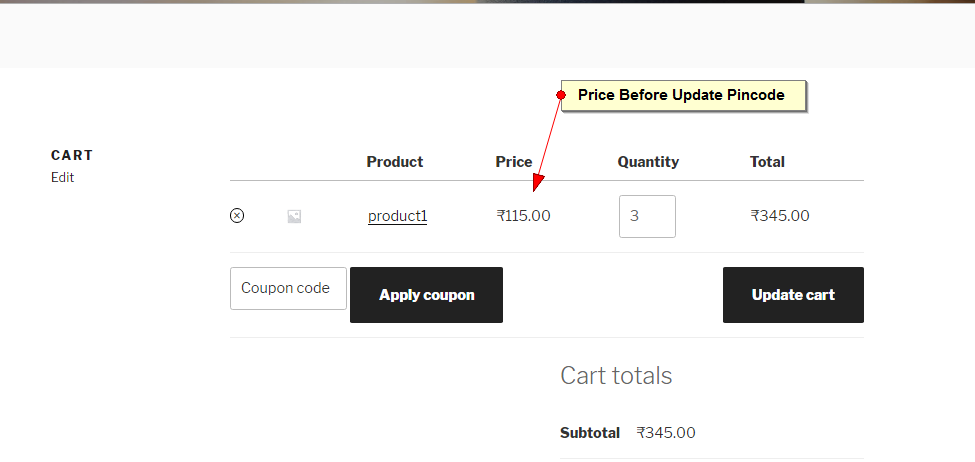 Price Before Update Pincode
CART
Edit
Product Price Quantity Total
product1 ₹115.00 3 ₹345.00
Coupon code Apply coupon Update cart
Cart totals
Subtotal ₹345.00